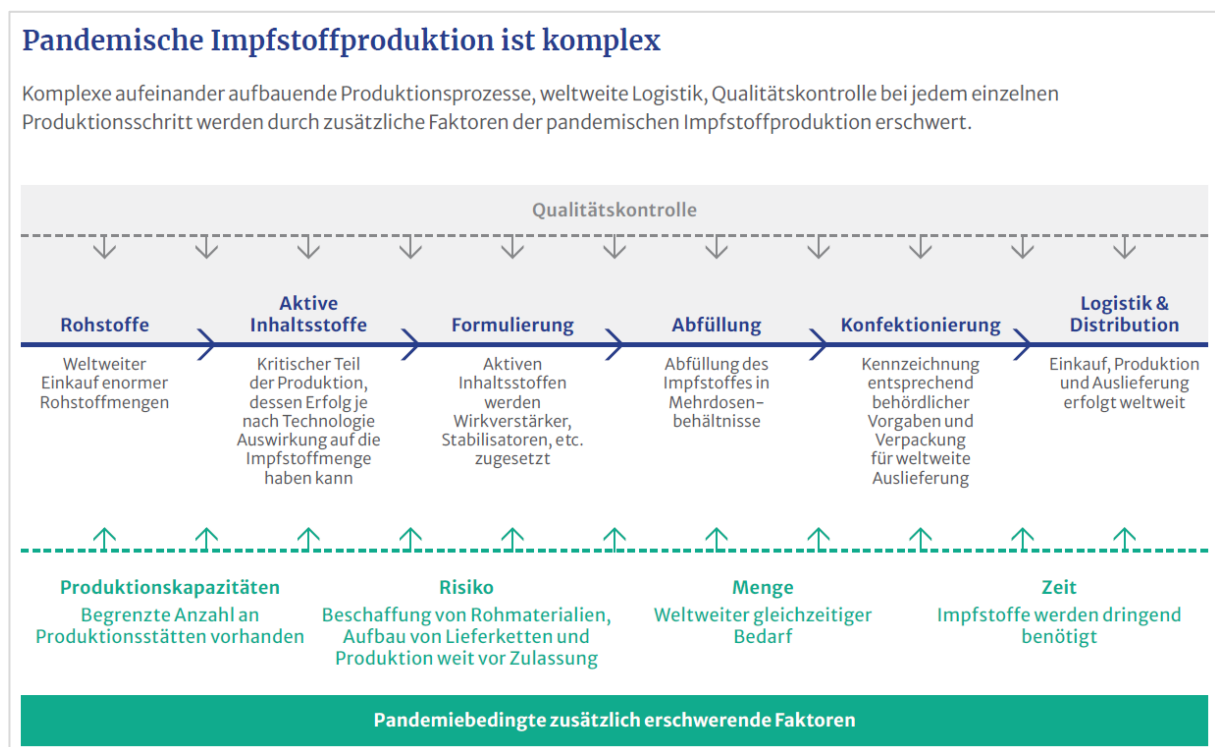 Pandemische Impfstoffproduktion ist komplex
Komplexe aufeinander aufbauende Produktionsprozesse, weltweite Logistik, Qualitätskontrolle bei jedem einzelnen
Produktionsschritt werden durch zusätzliche Faktoren der pandemischen Impfstoffproduktion erschwert.
Qualitätskontrolle
Rohstoffe
Weltweiter
Einkauf enormer
Rohstoffmengen
Aktive
Inhaltsstoffe
Kritischer Teil
der Produktion,
dessen Erfolg je
nach Technologie
Auswirkung auf die
Impfstoffmenge
haben kann
Formulierung
Aktiven
Inhaltsstoffen
werden
Wirkverstärker,
Stabilisatoren, etc.
zugesetzt
Abfüllung
Abfüllung des
Impfstoffes in
Mehrdosen-
behältnisse
Konfektionierung
Kennzeichnung
entsprechend
behördlicher
Vorgaben und
Verpackung
für weltweite
Auslieferung
Logistik &
Distribution
Einkauf, Produktion
und Auslieferung
erfolgt weltweit
Produktionskapazitäten
Begrenzte Anzahl an
Produktionsstätten vorhanden
Risiko
Beschaffung von Rohmaterialien,
Aufbau von Lieferketten und
Produktion weit vor Zulassung
Menge
Weltweiter gleichzeitiger
Bedarf
Zeit
Impfstoffe werden dringend
benötigt
Pandemiebedingte zusätzlich erschwerende Faktoren